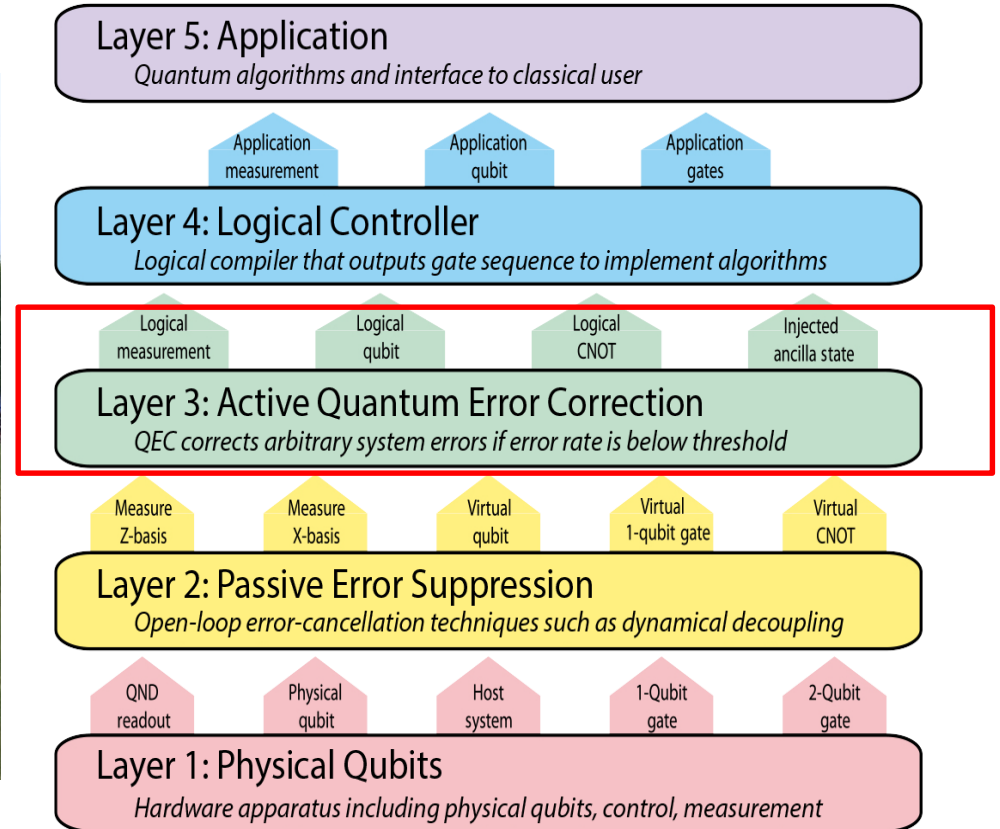 Layer 5: Application
Quantum algorithms and interface to classical user
Application
measurement
Application
qubit
Application
gates
Layer 4: Logical Controller
Logical compiler that outputs gate sequence to implement algorithms
Logical
measurement
Logical
qubit
Logical
CNOT
Injected
ancilla state
Layer 3: Active Quantum Error Correction
QEC corrects arbitrary system errors if error rate is below threshold
Measure
Z-basis
Measure
X-basis
Virtual
qubit
Virtual
1-qubit gate
Virtual
CNOT
Layer 2: Passive Error Suppression
Open-loop error-cancellation techniques such as dynamical decoupling
QND
readout
Physical
qubit
Host
system
1-Qubit
gate
2-Qubit
gate
Layer 1: Physical Qubits
Hardware apparatus including physical qubits, control, measurement